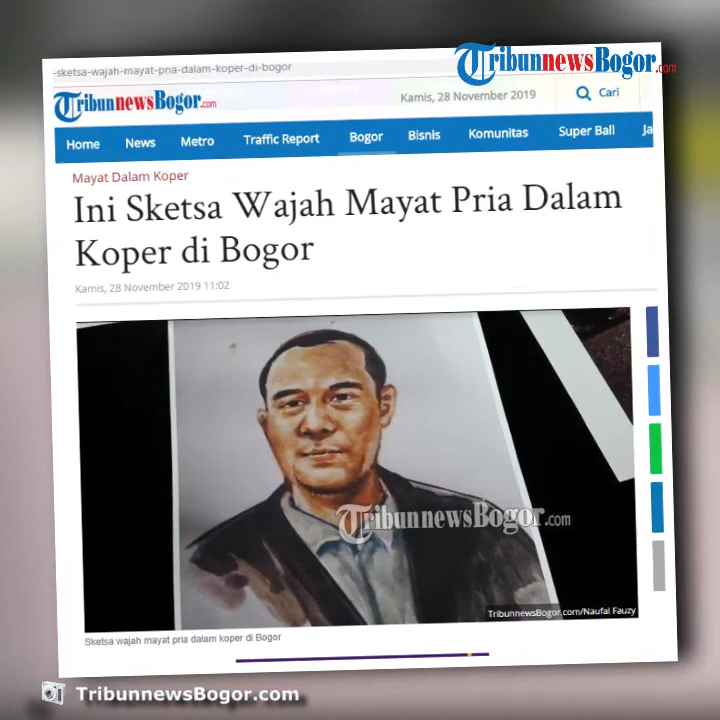 -sketsa-wajah-mayat-pria-dalam-koper-di-bogor
TribunnewsBogor.com
TribunnewsBogor.com
Kamis, 28 November 2019
Cari
Home News Metro Traffic Report Bogor Bisnis Komunitas Super Ball Ja
Mayat Dalam Koper
Ini Sketsa Wajah Mayat Pria Dalam
Koper di Bogor
Kamis, 28 November 2019 11:02
TribunnewsBogor.com
TribunnewsBogor.com/Naufal Fauzy
Sketsa wajah mayat pria dalam koper di Bogor
TribunnewsBogor.com